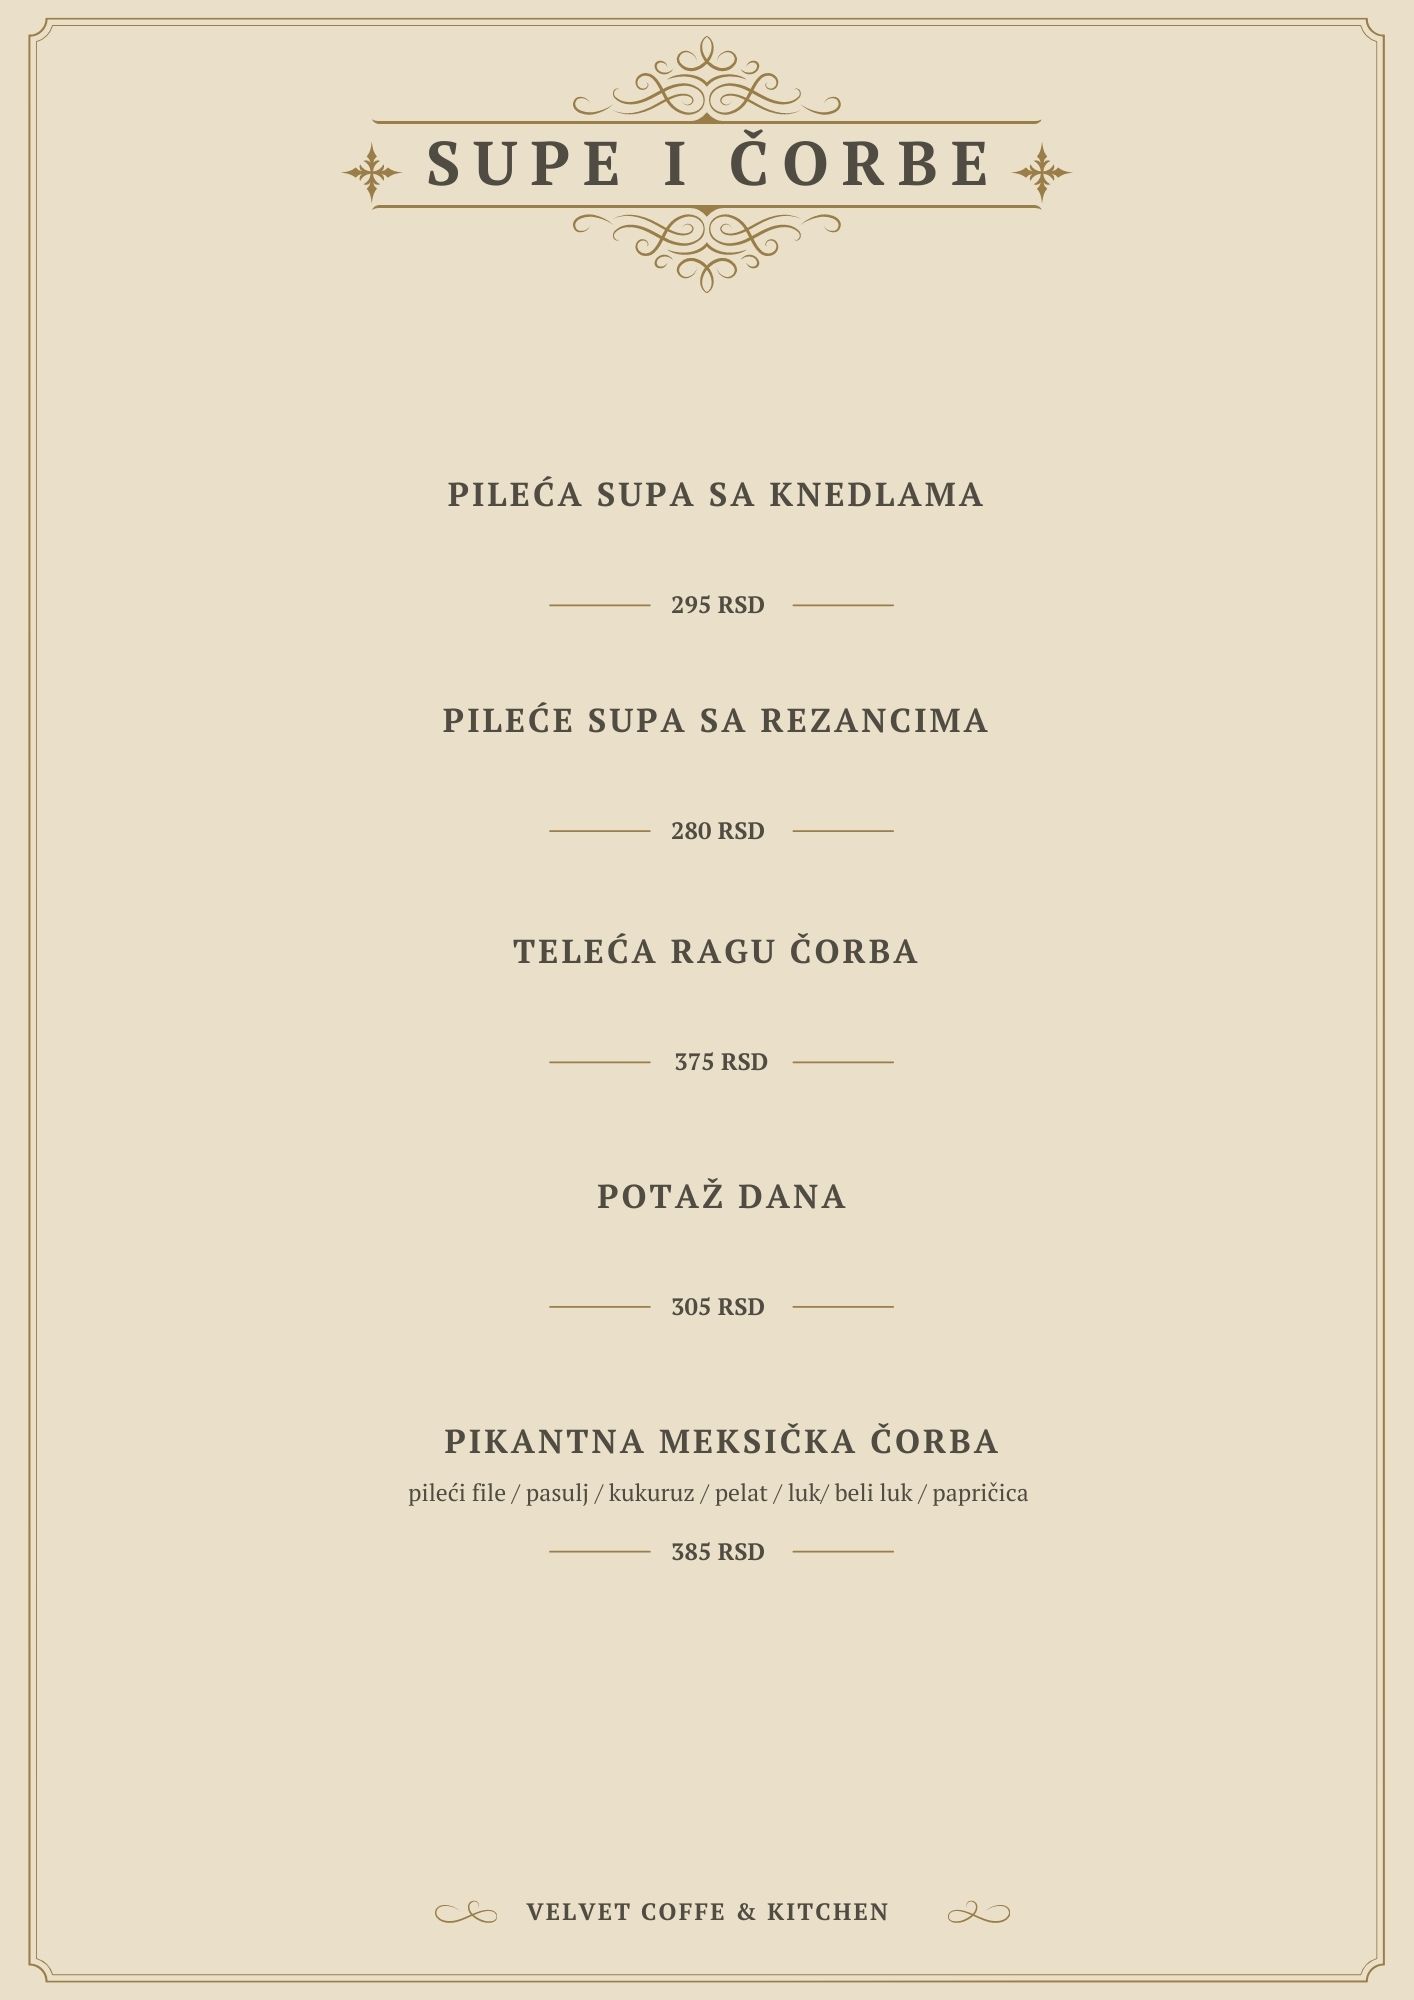 SUPE I ČORBE
PILEĆA SUPA SA KNEDLAMA
295 RSD
PILEĆE SUPA SA REZANCIMA
280 RSD
TELEĆA RAGU ČORBA
375 RSD
POTAŽ DANA
305 RSD
PIKANTNA MEKSIČKA ČORBA
pileći file / pasulj / kukuruz / pelat / luk/ beli luk / papričica
385 RSD
VELVET COFFE & KITCHEN